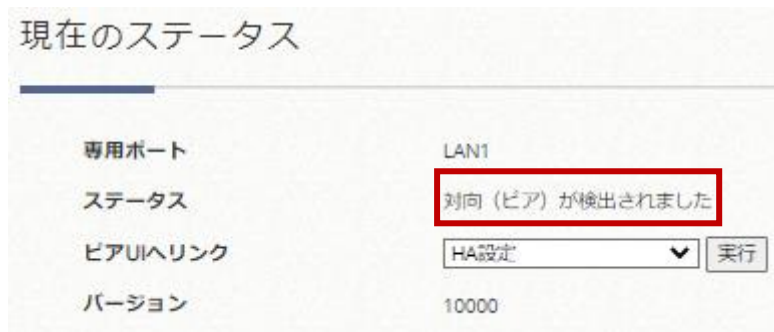 現在のステータス
専用ポート LAN1
ステータス 対向（ピア）が検出されました
ピアUIへリンク HA設定 実行
バージョン 10000